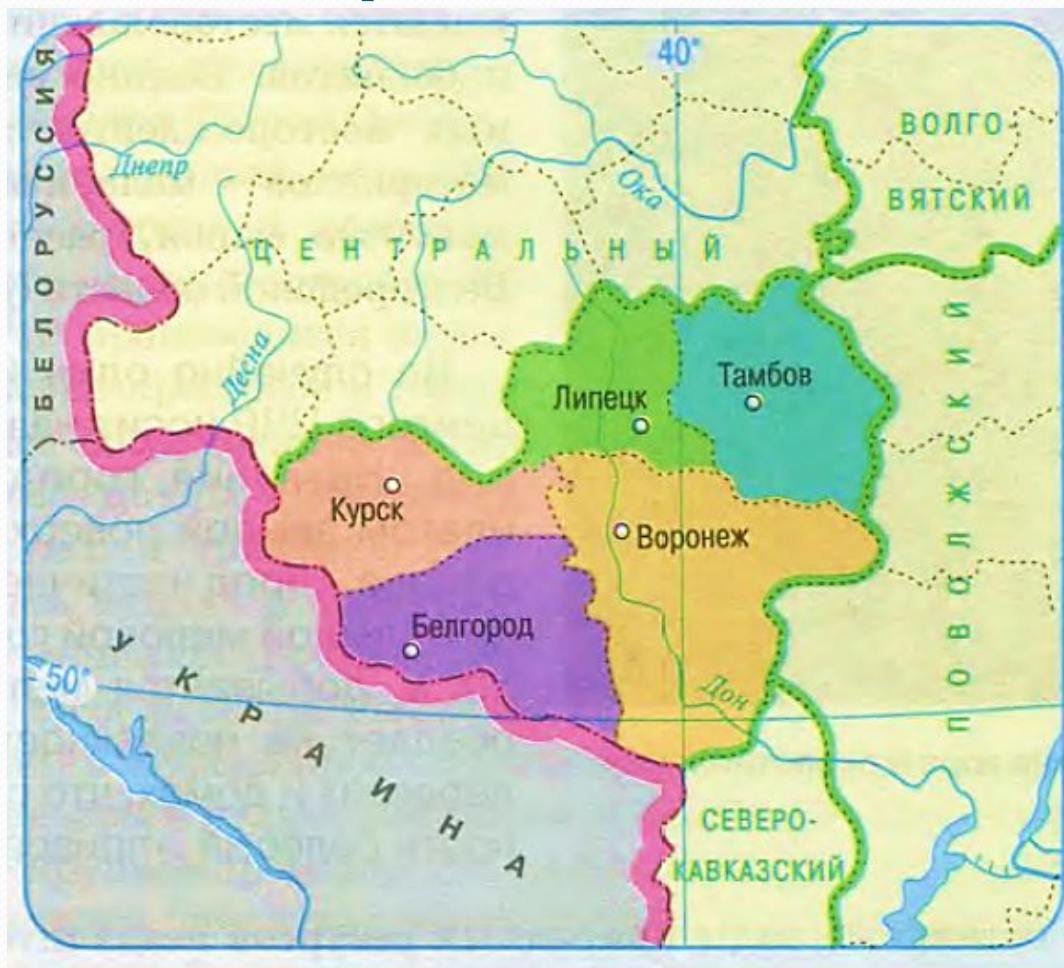 40°
БЕЛОРУССИЯ
Днепр
Ока
ВОЛГО-
ВЯТСКИЙ
ЦЕНТРАЛЬНЫЙ
Десна
Липецк
Тамбов
Курск
Воронеж
Белгород
ПОВОЛЖСКИЙ
50°
УКРАИНА
Дон
СЕВЕРО-
КАВКАЗСКИЙ